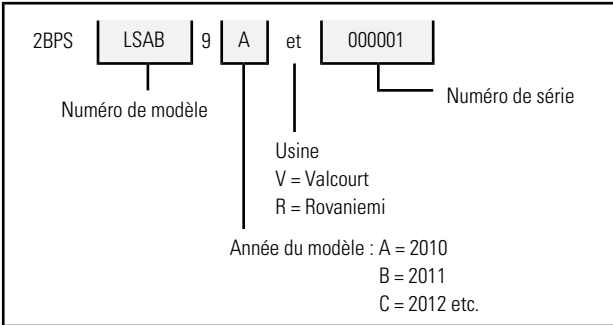 2BPS LSAB 9 A et 000001
Numéro de modèle
Numéro de série
Usine
V = Valcourt
R = Rovaniemi
Année du modèle : A = 2010
B = 2011
C = 2012 etc.